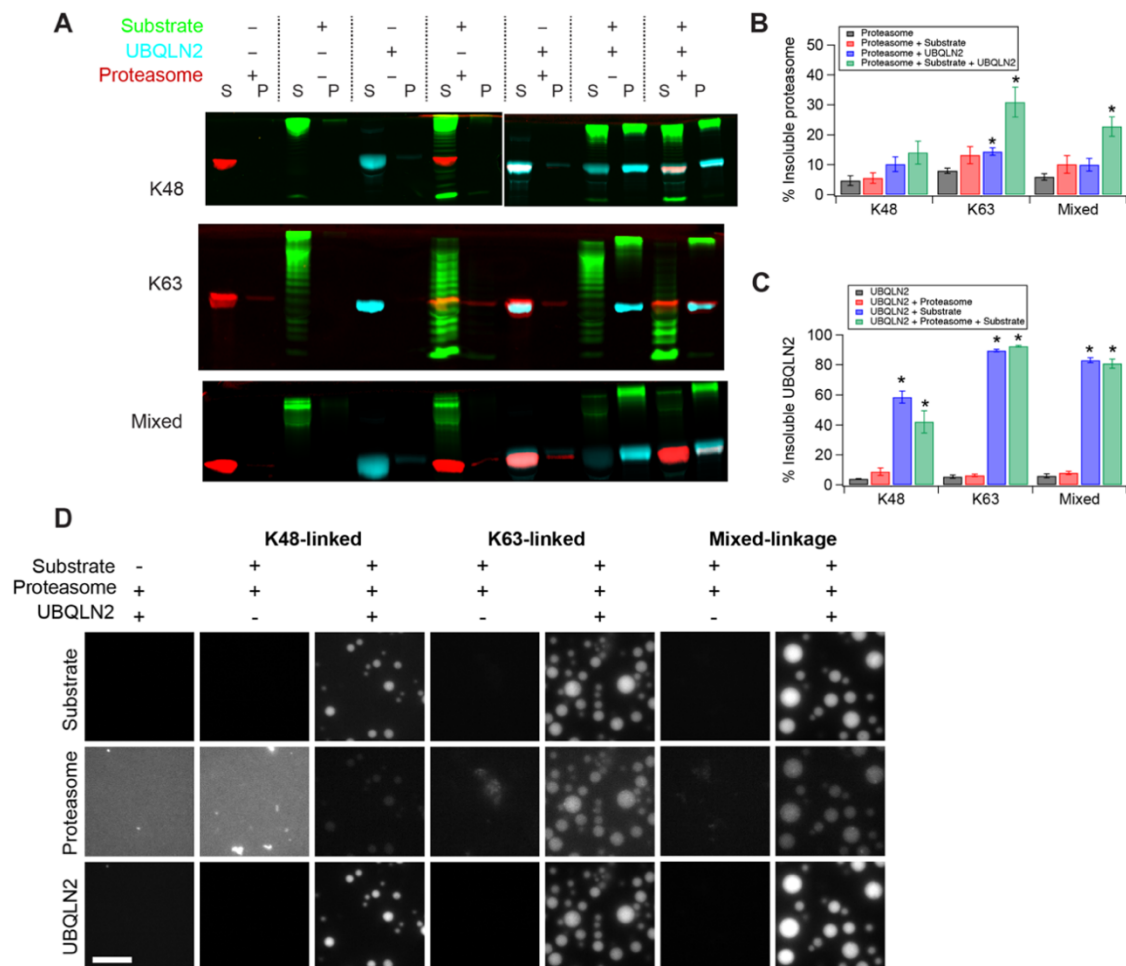 A
Substrate – + – + – + +
UBQLN2 – – + – + + +
Proteasome + – – + + – +
S P S P S P S P S P S P S P
K48
K63
Mixed
B
Proteasome
Proteasome + Substrate
Proteasome + UBQLN2
Proteasome + Substrate + UBQLN2
% Insoluble proteasome
50
40
30
20
10
0
* * *
K48 K63 Mixed
C
UBQLN2
UBQLN2 + Proteasome
UBQLN2 + Substrate
UBQLN2 + Proteasome + Substrate
% Insoluble UBQLN2
100
80
60
40
20
0
* * * * * *
K48 K63 Mixed
D
K48-linked K63-linked Mixed-linkage
Substrate - + + + + + +
Proteasome + + + + + + +
UBQLN2 + - + - + - +
Substrate
Proteasome
UBQLN2